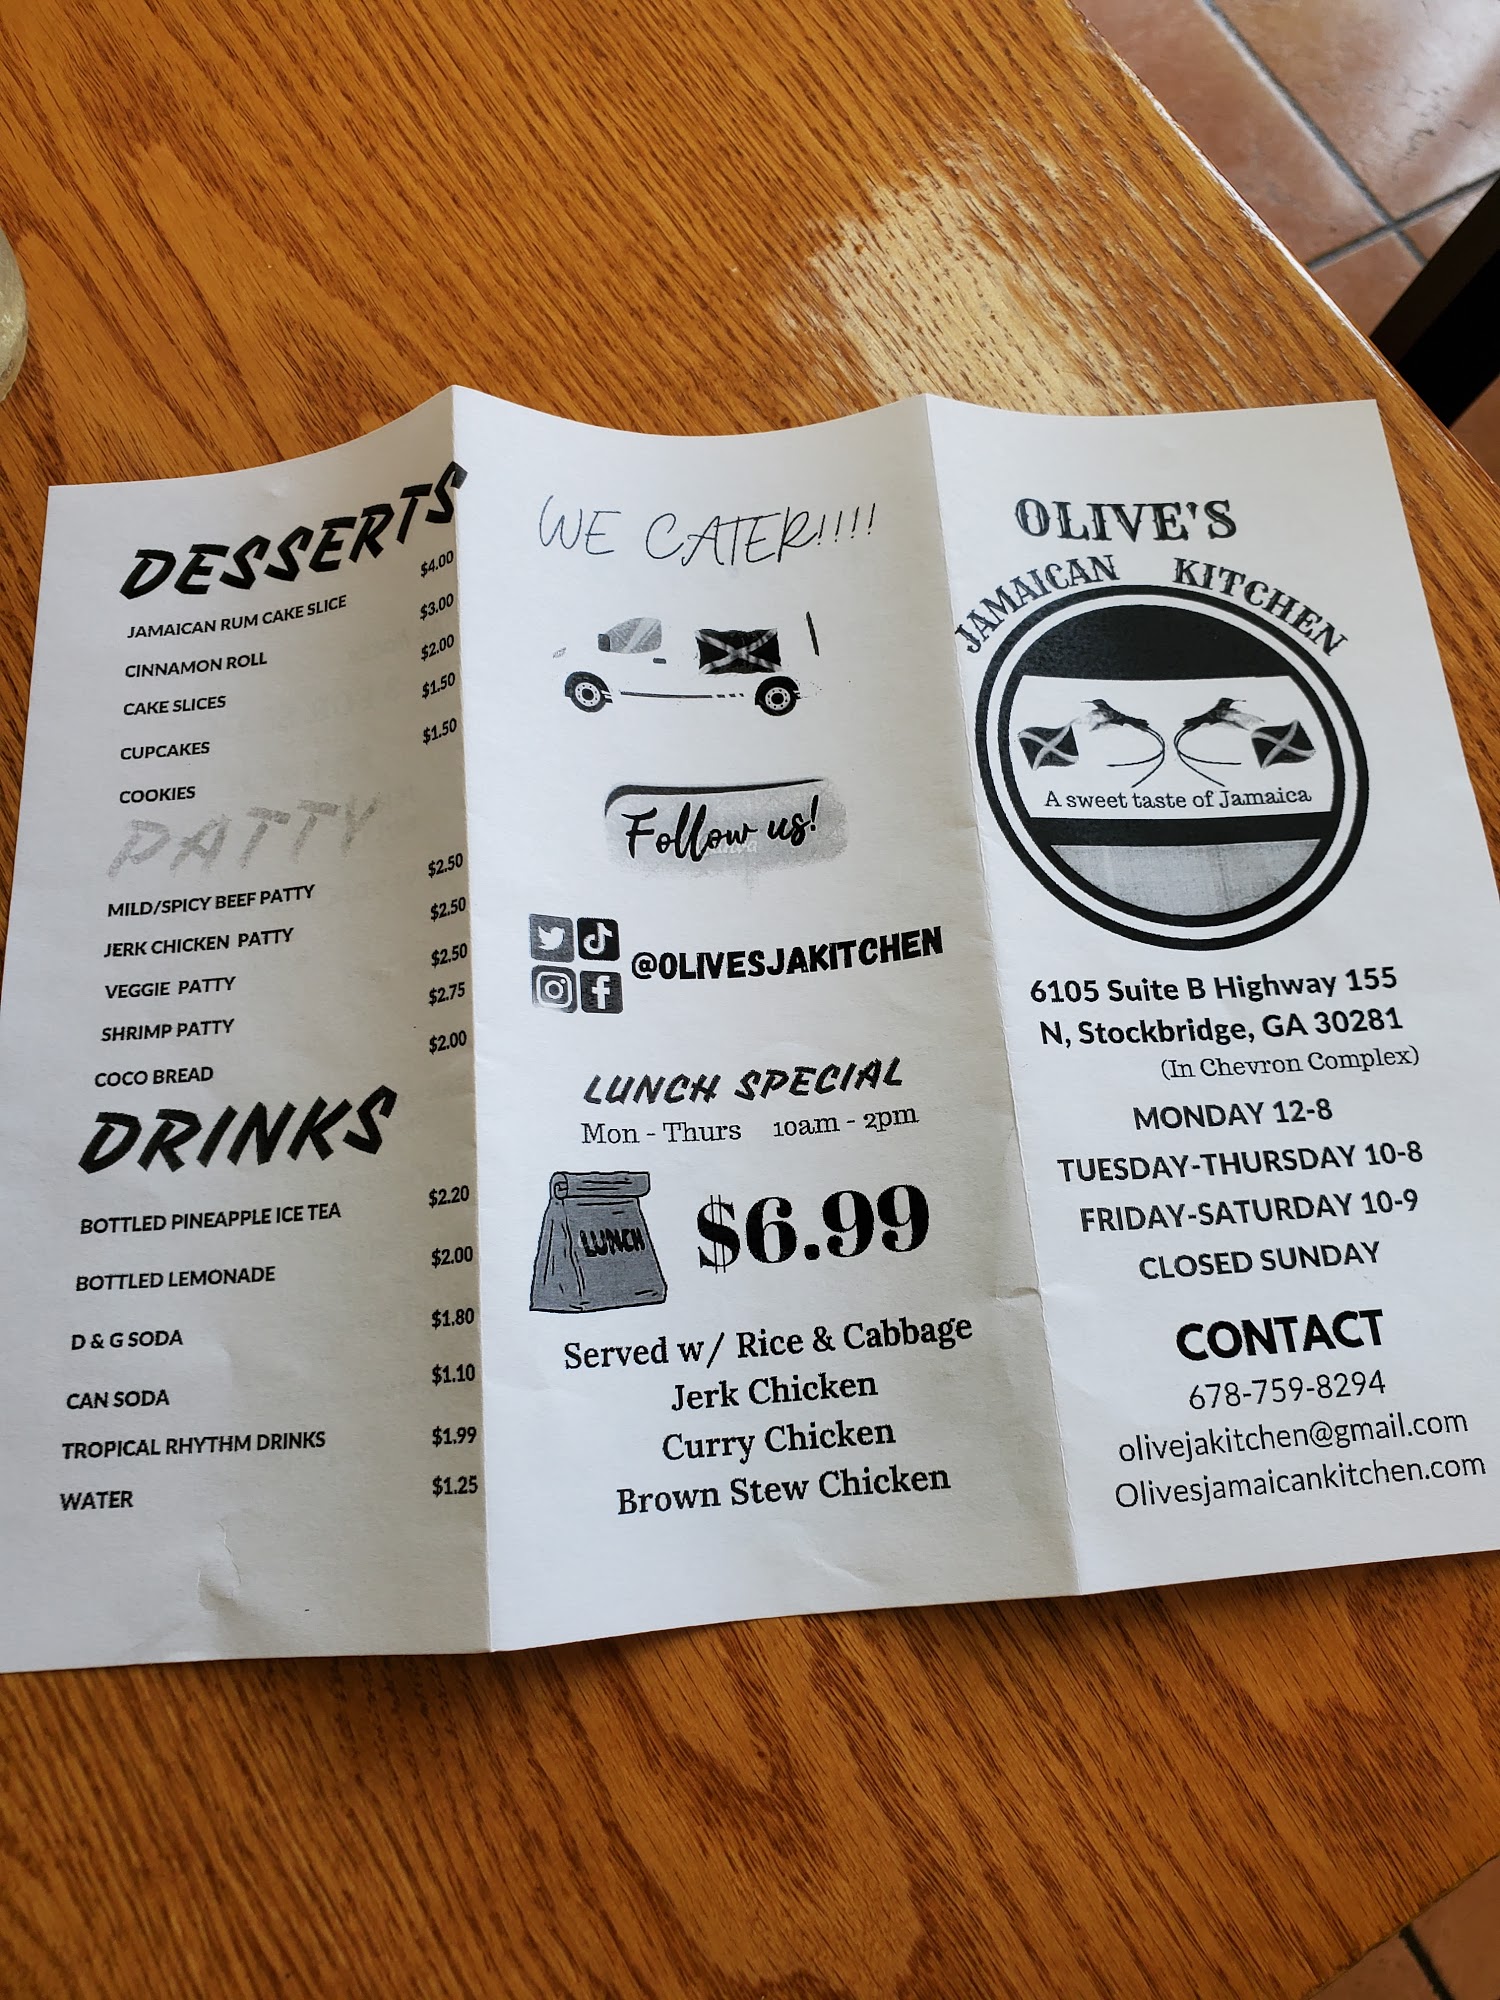 DESSERTS
JAMAICAN RUM CAKE SLICE $4.00
CINNAMON ROLL $3.00
CAKE SLICES $2.00
CUPCAKES $1.50
COOKIES $1.50
PATTY
MILD/SPICY BEEF PATTY $2.50
JERK CHICKEN PATTY $2.50
VEGGIE PATTY $2.50
SHRIMP PATTY $2.75
COCO BREAD $2.00
DRINKS
BOTTLED PINEAPPLE ICE TEA $2.20
BOTTLED LEMONADE $2.00
D & G SODA $1.80
CAN SODA $1.10
TROPICAL RHYTHM DRINKS $1.99
WATER $1.25
WE CATER!!!!
Follow us!
@OLIVESJAKITCHEN
LUNCH SPECIAL
Mon - Thurs 10am - 2pm
LUNCH
$6.99
Served w/ Rice & Cabbage
Jerk Chicken
Curry Chicken
Brown Stew Chicken
OLIVE'S
JAMAICAN KITCHEN
A sweet taste of Jamaica
6105 Suite B Highway 155
N, Stockbridge, GA 30281
(In Chevron Complex)
MONDAY 12-8
TUESDAY-THURSDAY 10-8
FRIDAY-SATURDAY 10-9
CLOSED SUNDAY
CONTACT
678-759-8294
olivejakitchen@gmail.com
Olivesjamaicankitchen.com